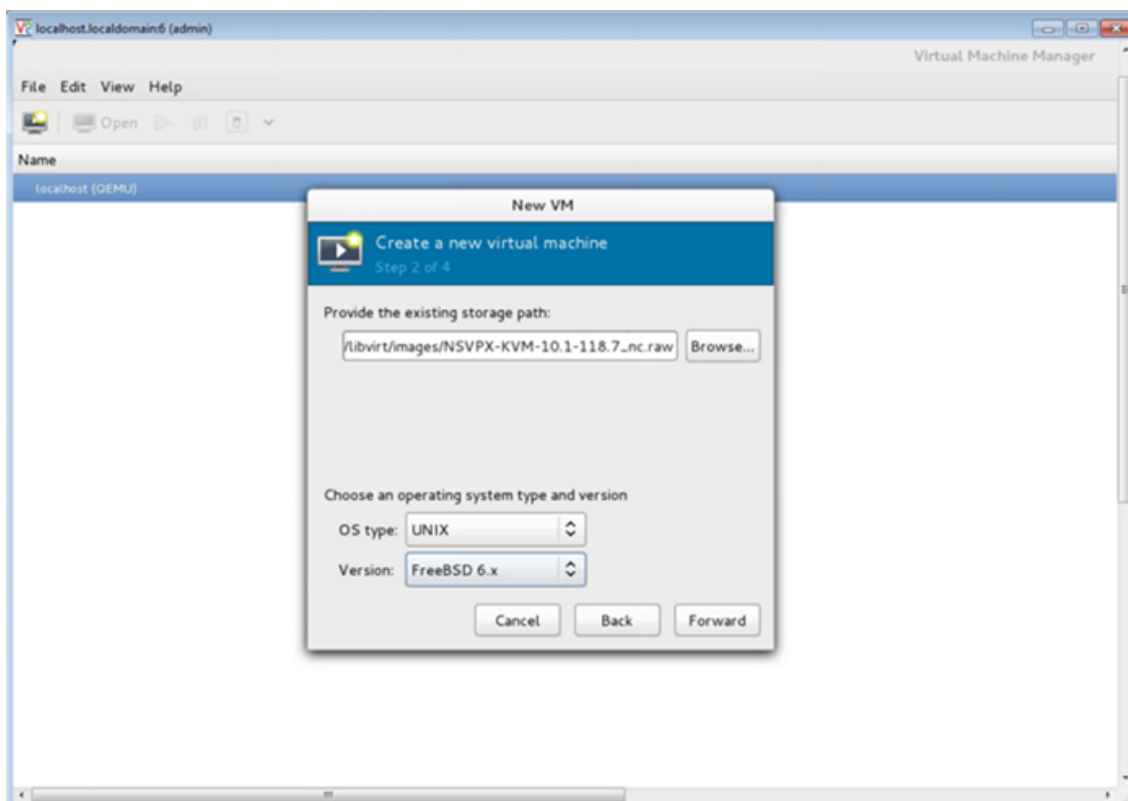 localhost.localdomain:6 (admin)
Virtual Machine Manager
File Edit View Help
Open
Name
localhost (QEMU)
New VM
Create a new virtual machine
Step 2 of 4
Provide the existing storage path:
/libvirt/images/NSVPX-KVM-10.1-118.7_nc.raw Browse...
Choose an operating system type and version
OS type: UNIX
Version: FreeBSD 6.x
Cancel Back Forward